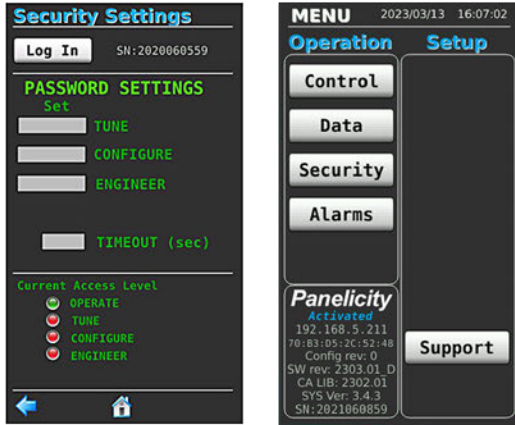 Security Settings
Log In
SN:2020060559
PASSWORD SETTINGS
Set
TUNE
CONFIGURE
ENGINEER
TIMEOUT (sec)
Current Access Level
OPERATE
TUNE
CONFIGURE
ENGINEER
MENU
2023/03/13 16:07:02
Operation
Setup
Control
Data
Security
Alarms
Panelicity
Activated
192.168.5.211
70:B3:D5:2C:52:48
Config rev: 0
SW rev: 2303.01_D
CA LIB: 2302.01
SYS Ver: 3.4.3
SN:2021060859
Support